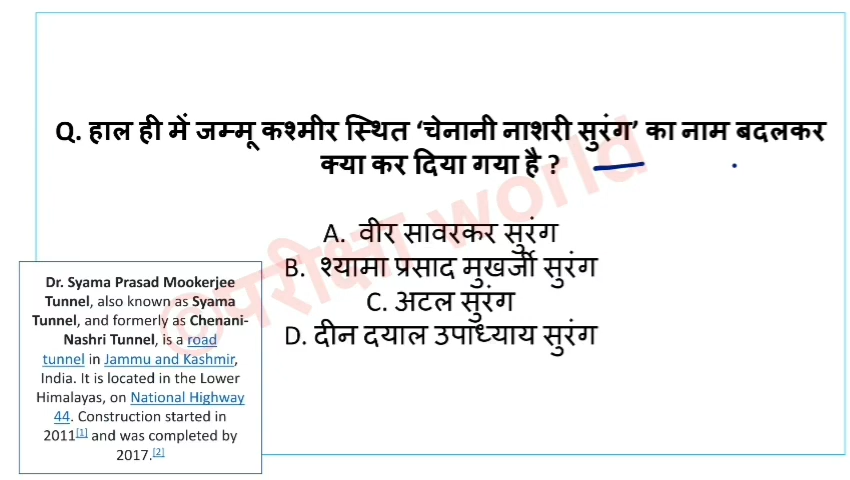 Q. हाल ही में जम्मू कश्मीर स्थित ‘चेनानी नाशरी सुरंग’ का नाम बदलकर
क्या कर दिया गया है ?
A. वीर सावरकर सुरंग
B. श्यामा प्रसाद मुखर्जी सुरंग
C. अटल सुरंग
D. दीन दयाल उपाध्याय सुरंग
Dr. Syama Prasad Mookerjee
Tunnel, also known as Syama
Tunnel, and formerly as Chenani-
Nashri Tunnel, is a road
tunnel in Jammu and Kashmir,
India. It is located in the Lower
Himalayas, on National Highway
44. Construction started in
2011[1] and was completed by
2017.[2]
©परीक्षा world